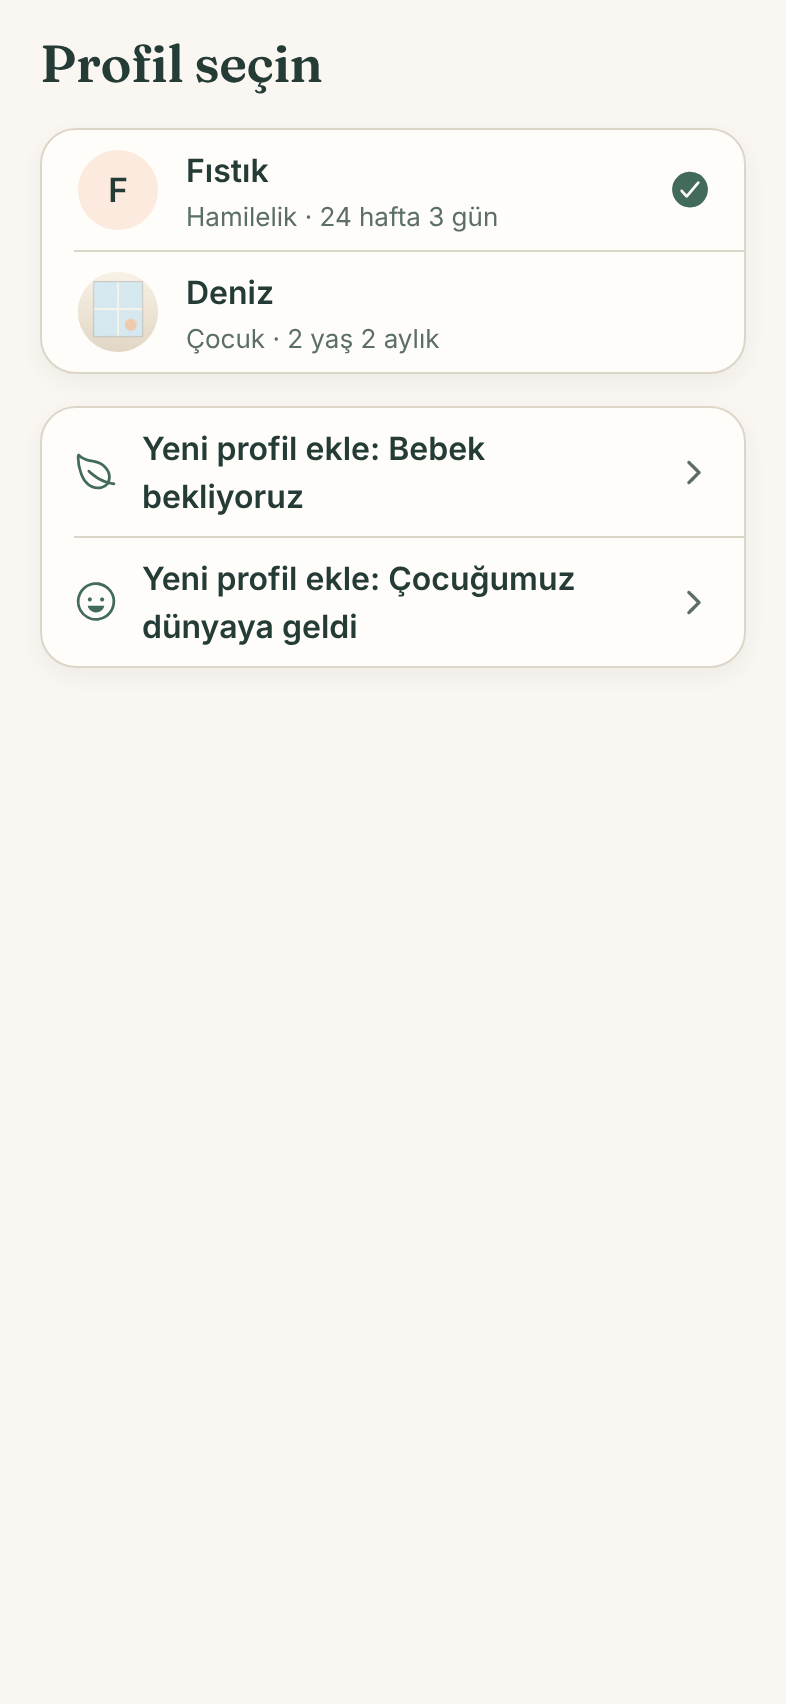 Profil seçin
F
Fıstık
Hamilelik · 24 hafta 3 gün
Deniz
Çocuk · 2 yaş 2 aylık
Yeni profil ekle: Bebek
bekliyoruz
Yeni profil ekle: Çocuğumuz
dünyaya geldi